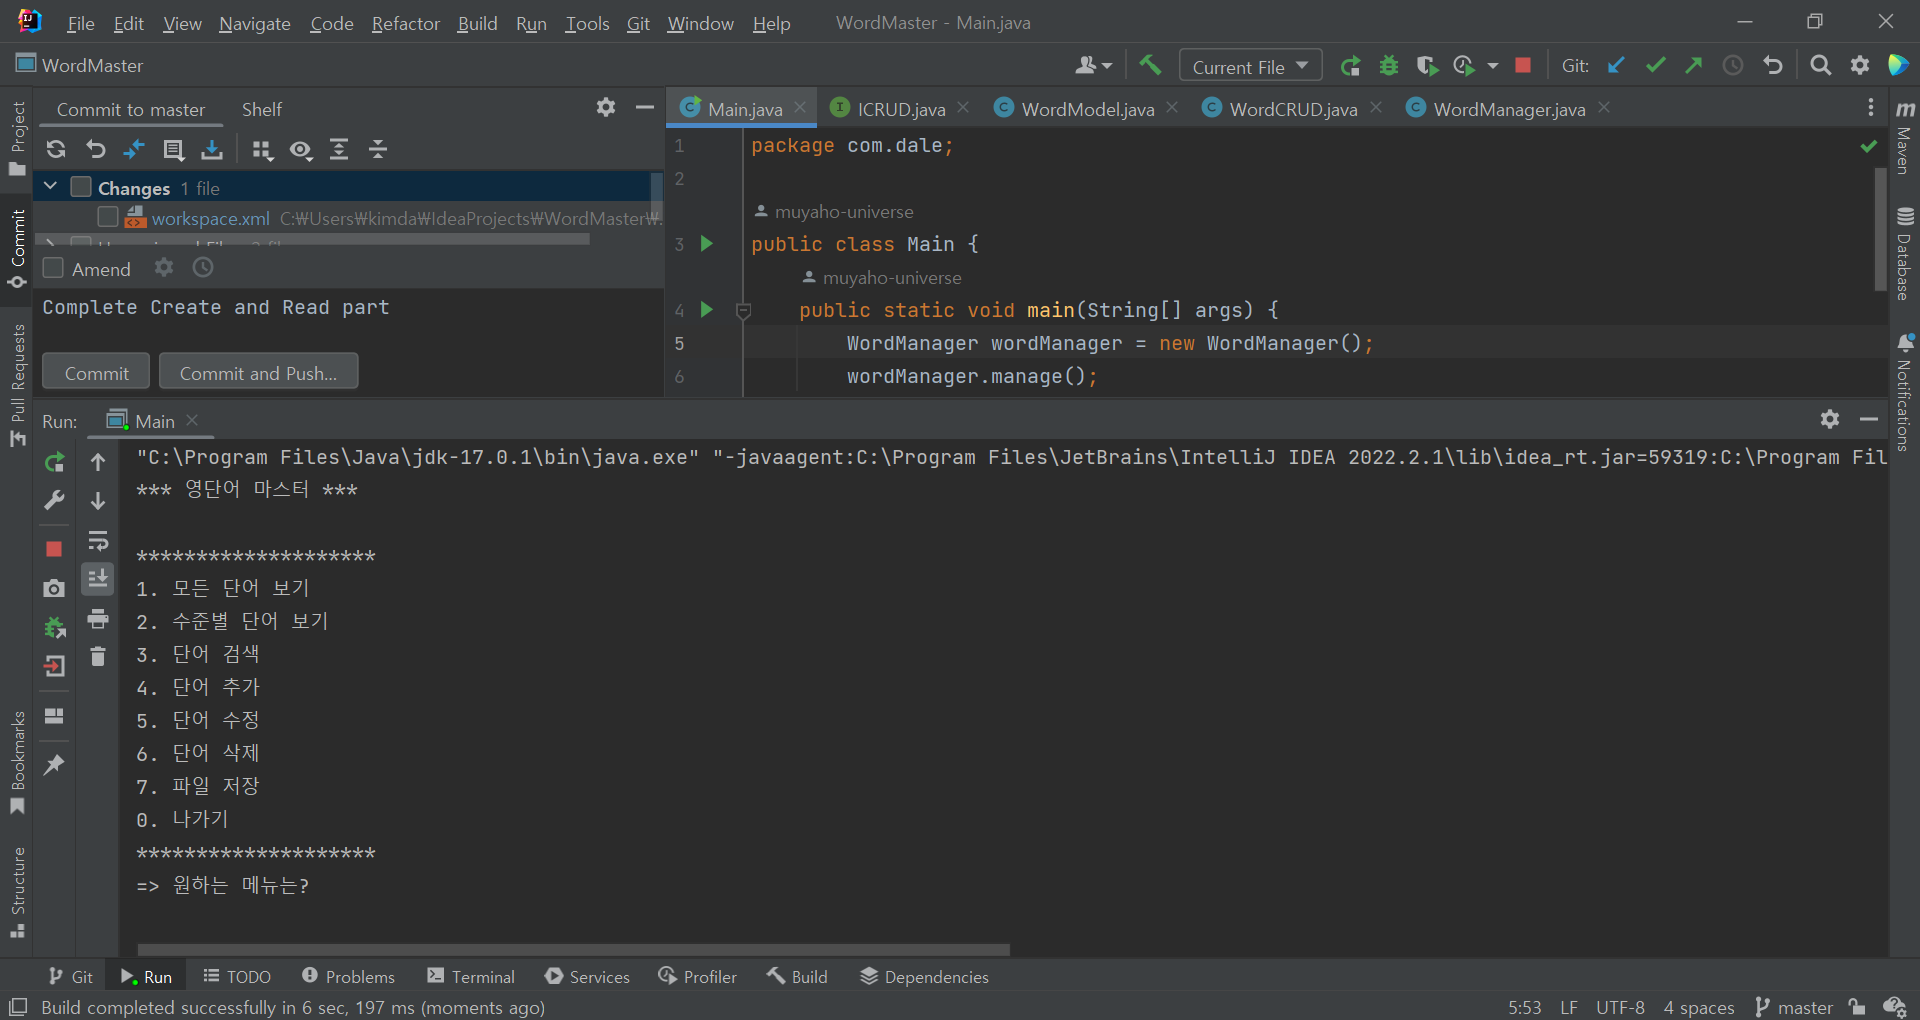 File Edit View Navigate Code Refactor Build Run Tools Git Window Help WordMaster - Main.java
WordMaster
Current File
Git:
Commit to master Shelf
Changes 1 file
workspace.xml C:₩Users₩kimda₩IdeaProjects₩WordMaster₩.
Amend
Complete Create and Read part
Commit Commit and Push...
Main.java ICRUD.java WordModel.java WordCRUD.java WordManager.java
1 package com.dale;
2
muyaho-universe
3 public class Main {
muyaho-universe
4 public static void main(String[] args) {
5 WordManager wordManager = new WordManager();
6 wordManager.manage();
Run: Main
"C:\Program Files\Java\jdk-17.0.1\bin\java.exe" "-javaagent:C:\Program Files\JetBrains\IntelliJ IDEA 2022.2.1\lib\idea_rt.jar=59319:C:\Program Fil
*** 영단어 마스터 ***
********************
1. 모든 단어 보기
2. 수준별 단어 보기
3. 단어 검색
4. 단어 추가
5. 단어 수정
6. 단어 삭제
7. 파일 저장
0. 나가기
********************
=> 원하는 메뉴는?
Project
Commit
Pull Requests
Bookmarks
Structure
m Maven
Database
Notifications
Git Run TODO Problems Terminal Services Profiler Build Dependencies
Build completed successfully in 6 sec, 197 ms (moments ago)
5:53 LF UTF-8 4 spaces master